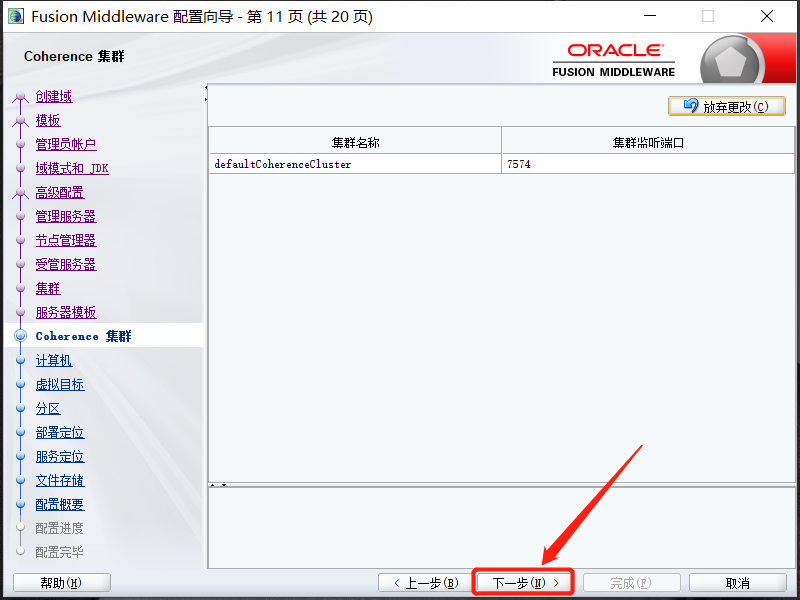 Fusion Middleware 配置向导 - 第 11 页 (共 20 页)
Coherence 集群
ORACLE
FUSION MIDDLEWARE
创建域
模板
管理员帐户
域模式和 JDK
高级配置
管理服务器
节点管理器
受管服务器
集群
服务器模板
Coherence 集群
计算机
虚拟目标
分区
部署定位
服务定位
文件存储
配置概要
配置进度
配置完毕
放弃更改(C)
集群名称 集群监听端口
defaultCoherenceCluster 7574
帮助(H) < 上一步(B) 下一步(N) > 完成(F) 取消